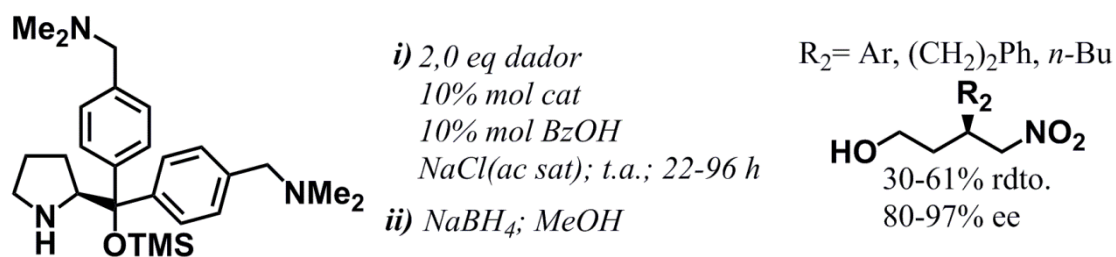 Me₂N
NMe₂
N
H
OTMS
i) 2,0 eq dador
10% mol cat
10% mol BzOH
NaCl(ac sat); t.a.; 22-96 h
ii) NaBH₄; MeOH
R₂= Ar, (CH₂)₂Ph, n-Bu
R₂
HO
NO₂
30-61% rdto.
80-97% ee